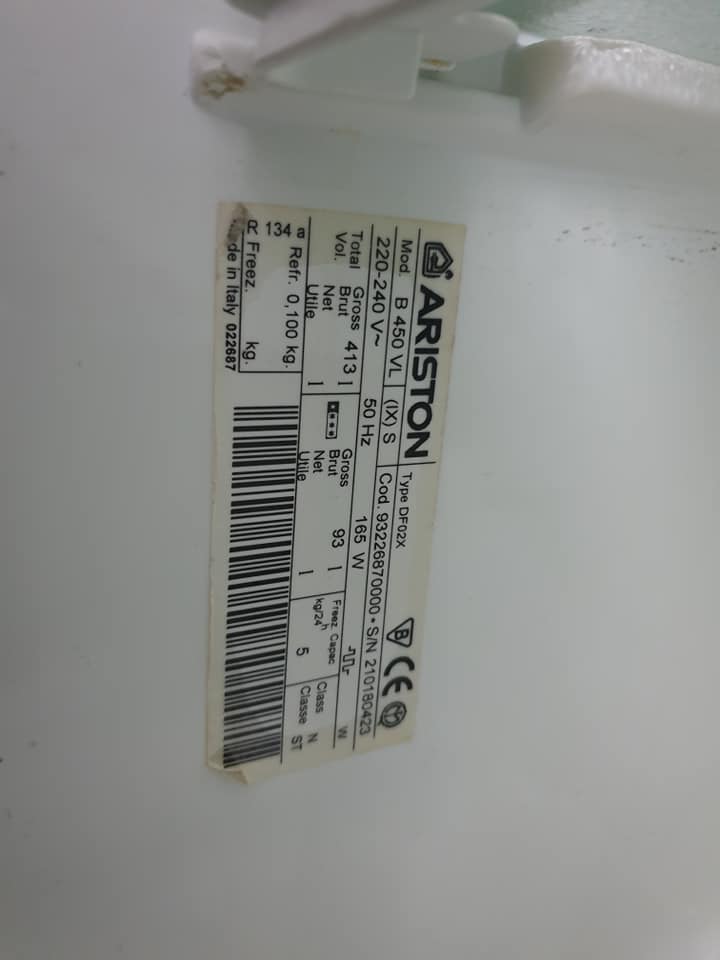 ARISTON
Type DF02X
Mod. B 450 VL (IX) S
Cod. 93226870000 • S/N 210180423
220-240 V~ 50 Hz 165 W W
Total Gross 413 l
Vol. Brut
Net l
Utile
Gross 93 l
Brut
Net l
Utile
Freez. Capac
kg/24h 5
Class N
Classe ST
134 a Refr. 0,100 kg.
Freez. kg.
de in Italy 022687
B CE